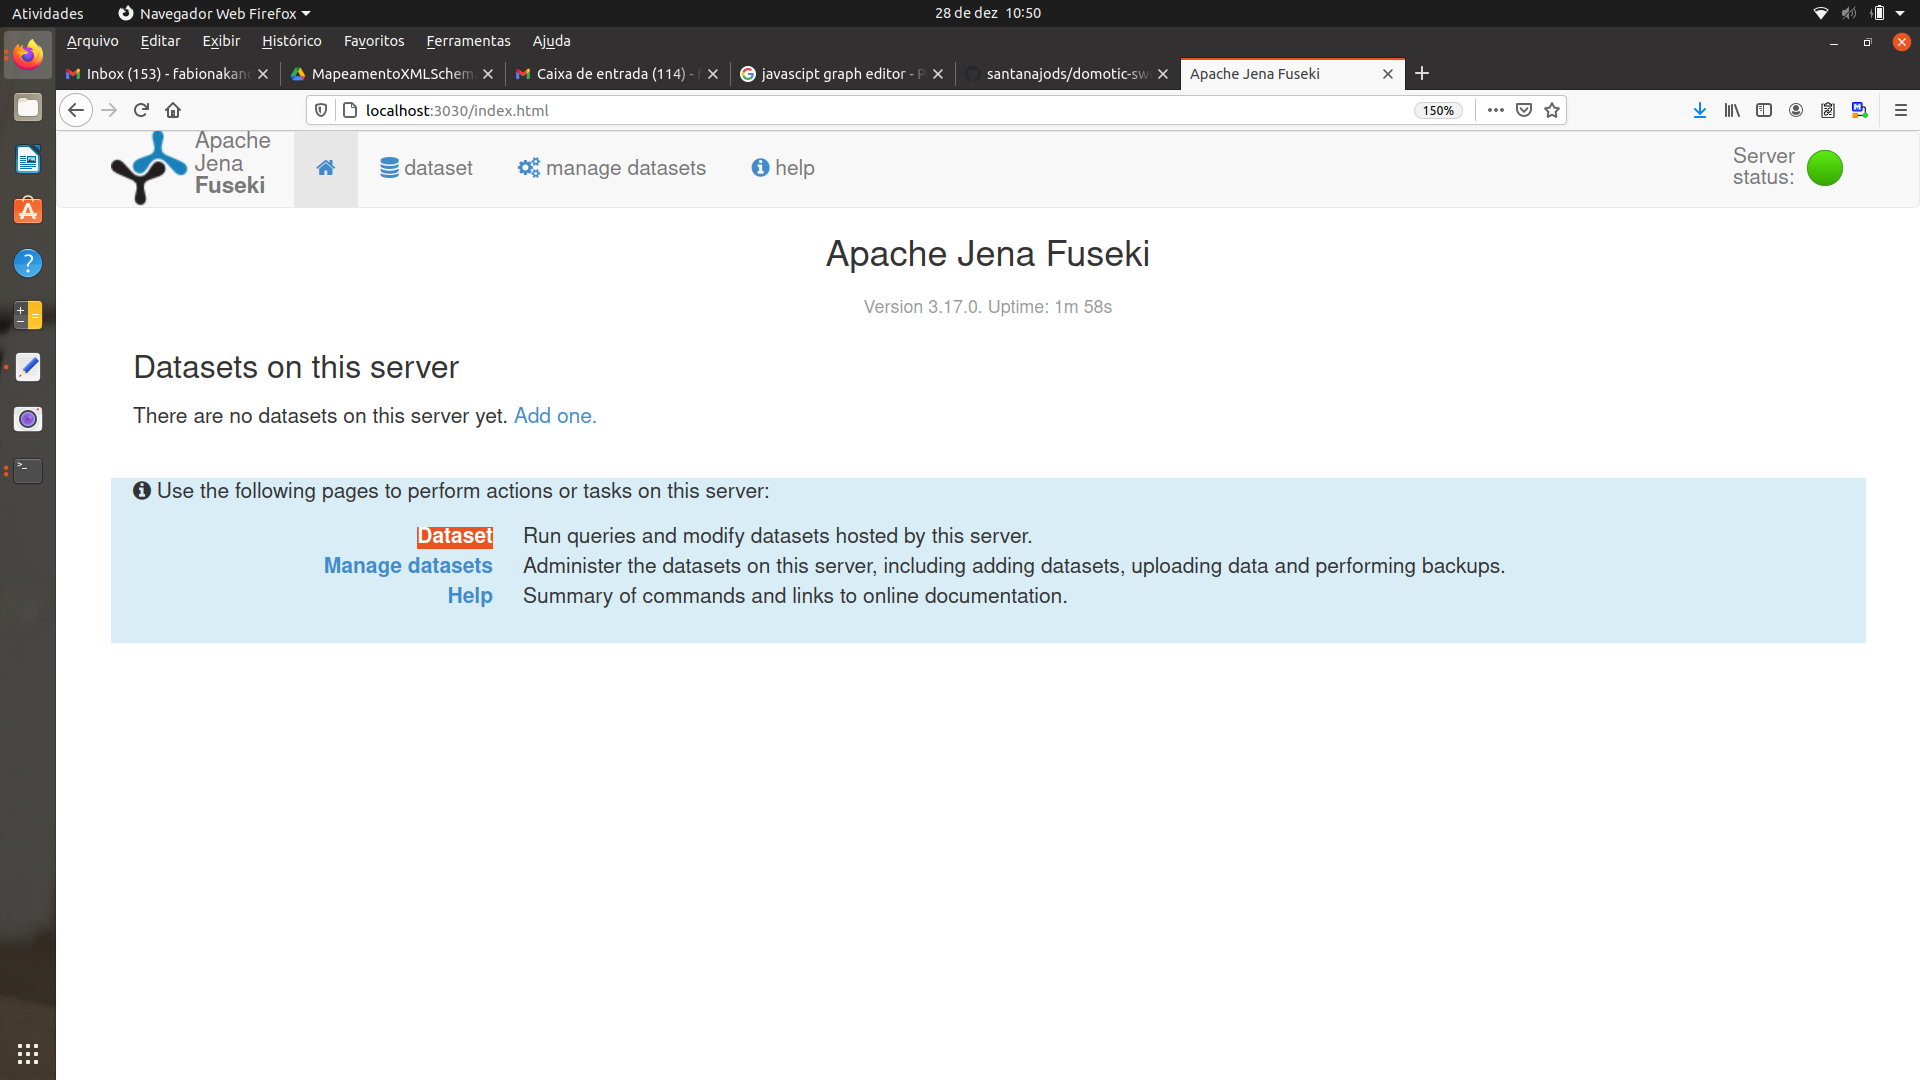 Atividades Navegador Web Firefox 28 de dez 10:50
Arquivo Editar Exibir Histórico Favoritos Ferramentas Ajuda
Inbox (153) - fabionakan MapeamentoXMLSchem Caixa de entrada (114) - javascipt graph editor - P santanajods/domotic-sw Apache Jena Fuseki
localhost:3030/index.html 150%
Apache
Jena
Fuseki
dataset manage datasets help
Server
status:
Apache Jena Fuseki
Version 3.17.0. Uptime: 1m 58s
Datasets on this server
There are no datasets on this server yet. Add one.
Use the following pages to perform actions or tasks on this server:
Dataset Run queries and modify datasets hosted by this server.
Manage datasets Administer the datasets on this server, including adding datasets, uploading data and performing backups.
Help Summary of commands and links to online documentation.